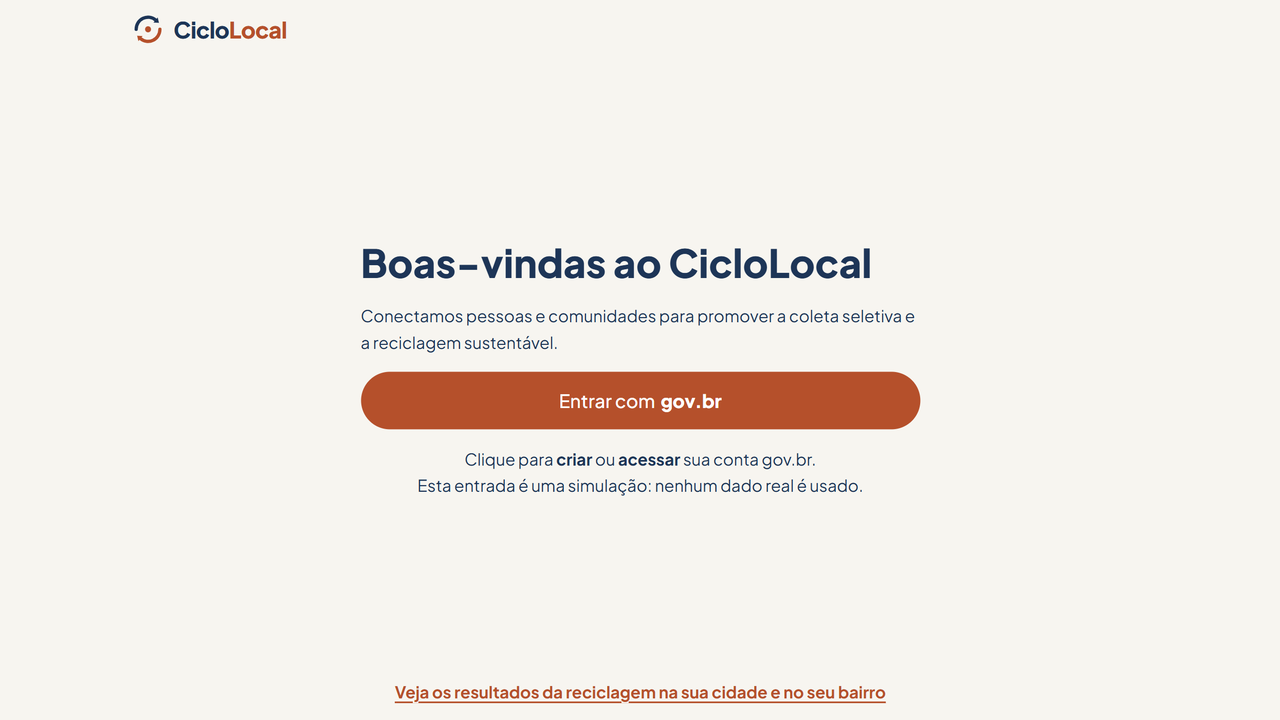 CicloLocal
Boas-vindas ao CicloLocal
Conectamos pessoas e comunidades para promover a coleta seletiva e
a reciclagem sustentável.
Entrar com gov.br
Clique para criar ou acessar sua conta gov.br.
Esta entrada é uma simulação: nenhum dado real é usado.
Veja os resultados da reciclagem na sua cidade e no seu bairro